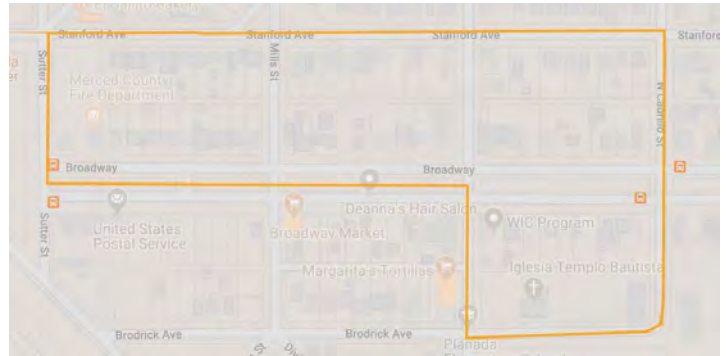 Stanford Ave
Stanford Ave
Stanford Ave
Stanford
Sutter St
Mills St
N Cabrillo St
Merced County
Fire Department
Broadway
Broadway
Sutter St
United States
Postal Service
Broadway Market
Deanna's Hair Salon
WIC Program
Margarita's Tortillas
Iglesia Templo Bautista
Brodrick Ave
Brodrick Ave
Planada